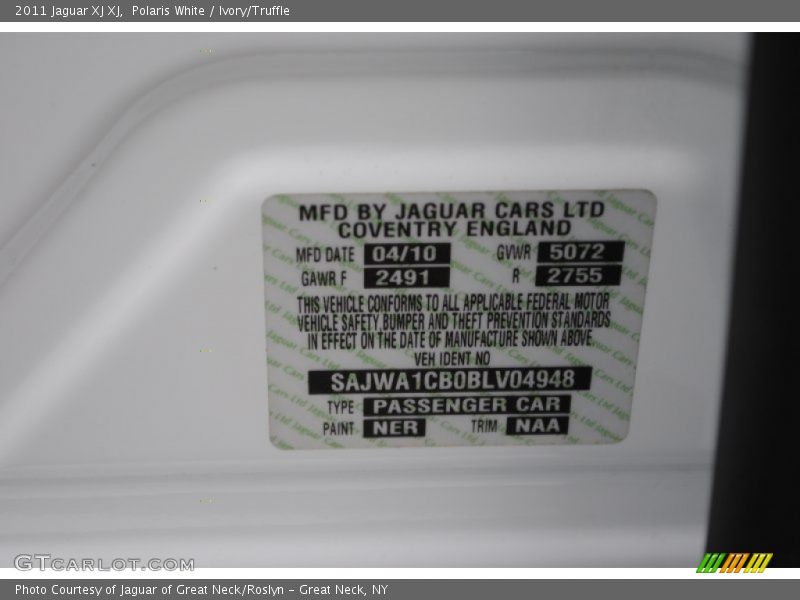 2011 Jaguar XJ XJ, Polaris White / Ivory/Truffle
MFD BY JAGUAR CARS LTD
COVENTRY ENGLAND
MFD DATE 04/10 GVWR 5072
GAWR F 2491 R 2755
THIS VEHICLE CONFORMS TO ALL APPLICABLE FEDERAL MOTOR
VEHICLE SAFETY, BUMPER AND THEFT PREVENTION STANDARDS
IN EFFECT ON THE DATE OF MANUFACTURE SHOWN ABOVE
VEH IDENT NO
SAJWA1CB0BLV04948
TYPE PASSENGER CAR
PAINT NER TRIM NAA
GTCARLOT.COM
Photo Courtesy of Jaguar of Great Neck/Roslyn – Great Neck, NY